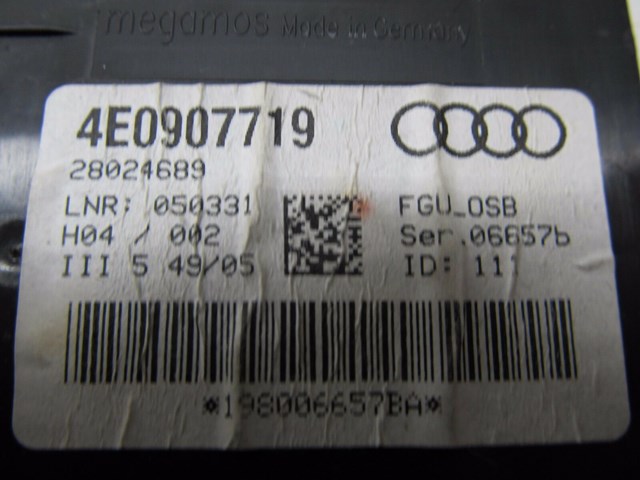 megamos Made in Germany
4E0907719
28024689
LNR: 050331
H04 / 002
III 5 49/05
FGU_OSB
Ser.06657b
ID: 111
*198006657BA*